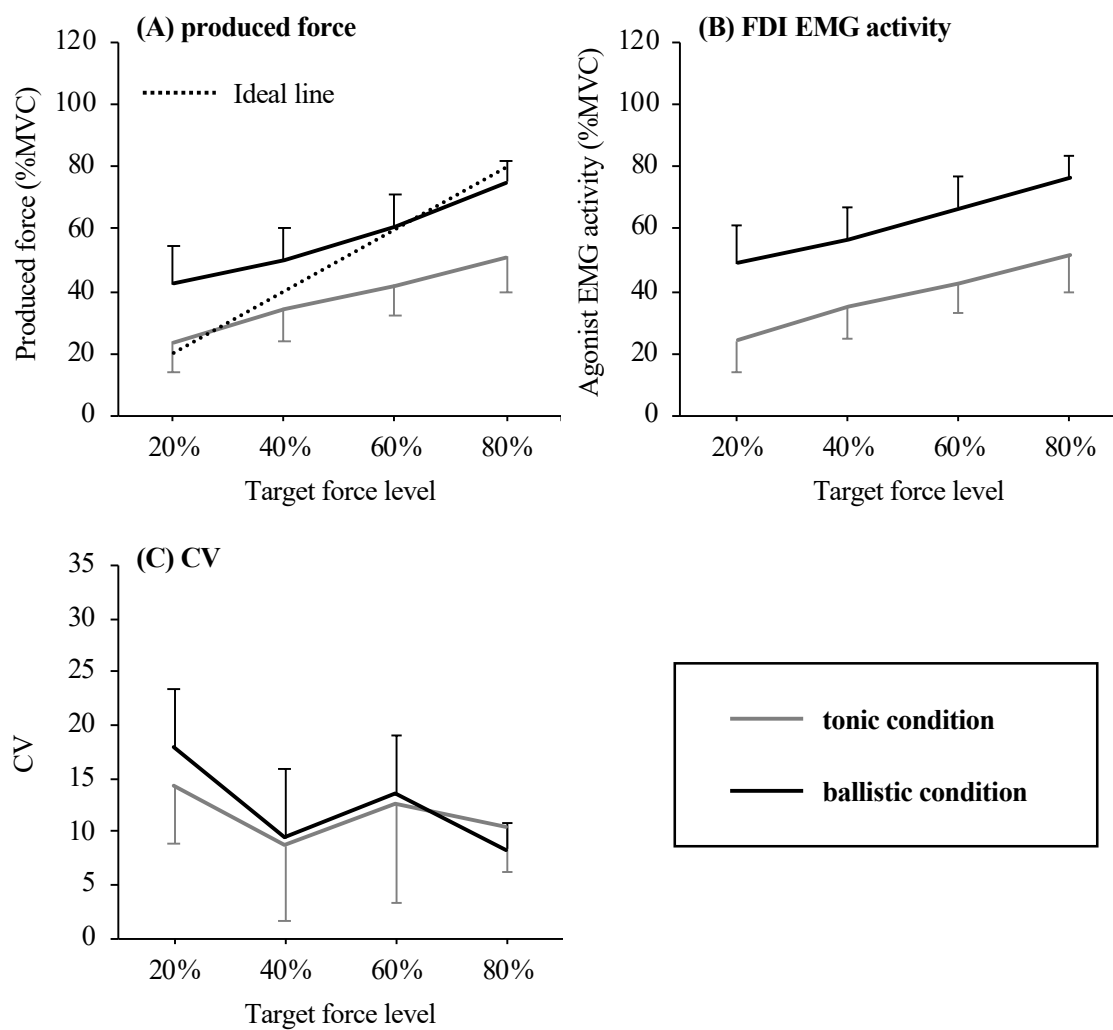 (A) produced force
120
100
80
60
40
20
0
Produced force (%MVC)
Ideal line
20% 40% 60% 80%
Target force level
(B) FDI EMG activity
120
100
80
60
40
20
0
Agonist EMG activity (%MVC)
20% 40% 60% 80%
Target force level
(C) CV
35
30
25
20
15
10
5
0
CV
20% 40% 60% 80%
Target force level
tonic condition
ballistic condition